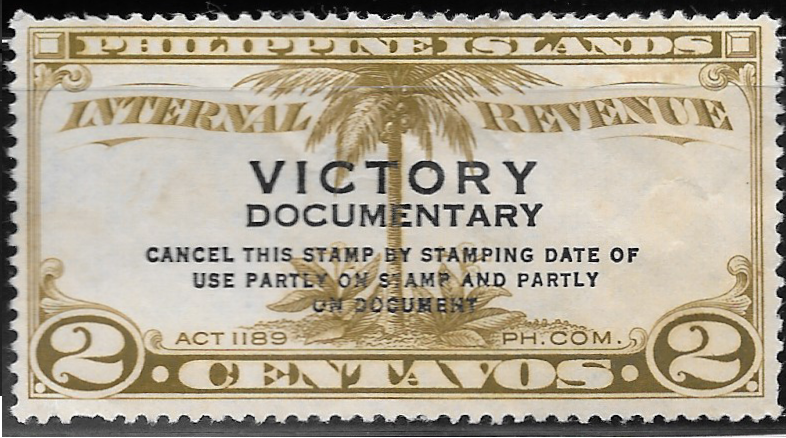 PHILIPPINE ISLANDS
INTERNAL REVENUE
VICTORY
DOCUMENTARY
CANCEL THIS STAMP BY STAMPING DATE OF
USE PARTLY ON STAMP AND PARTLY
ON DOCUMENT
ACT 1189 PH. COM.
2 · CENTAVOS · 2